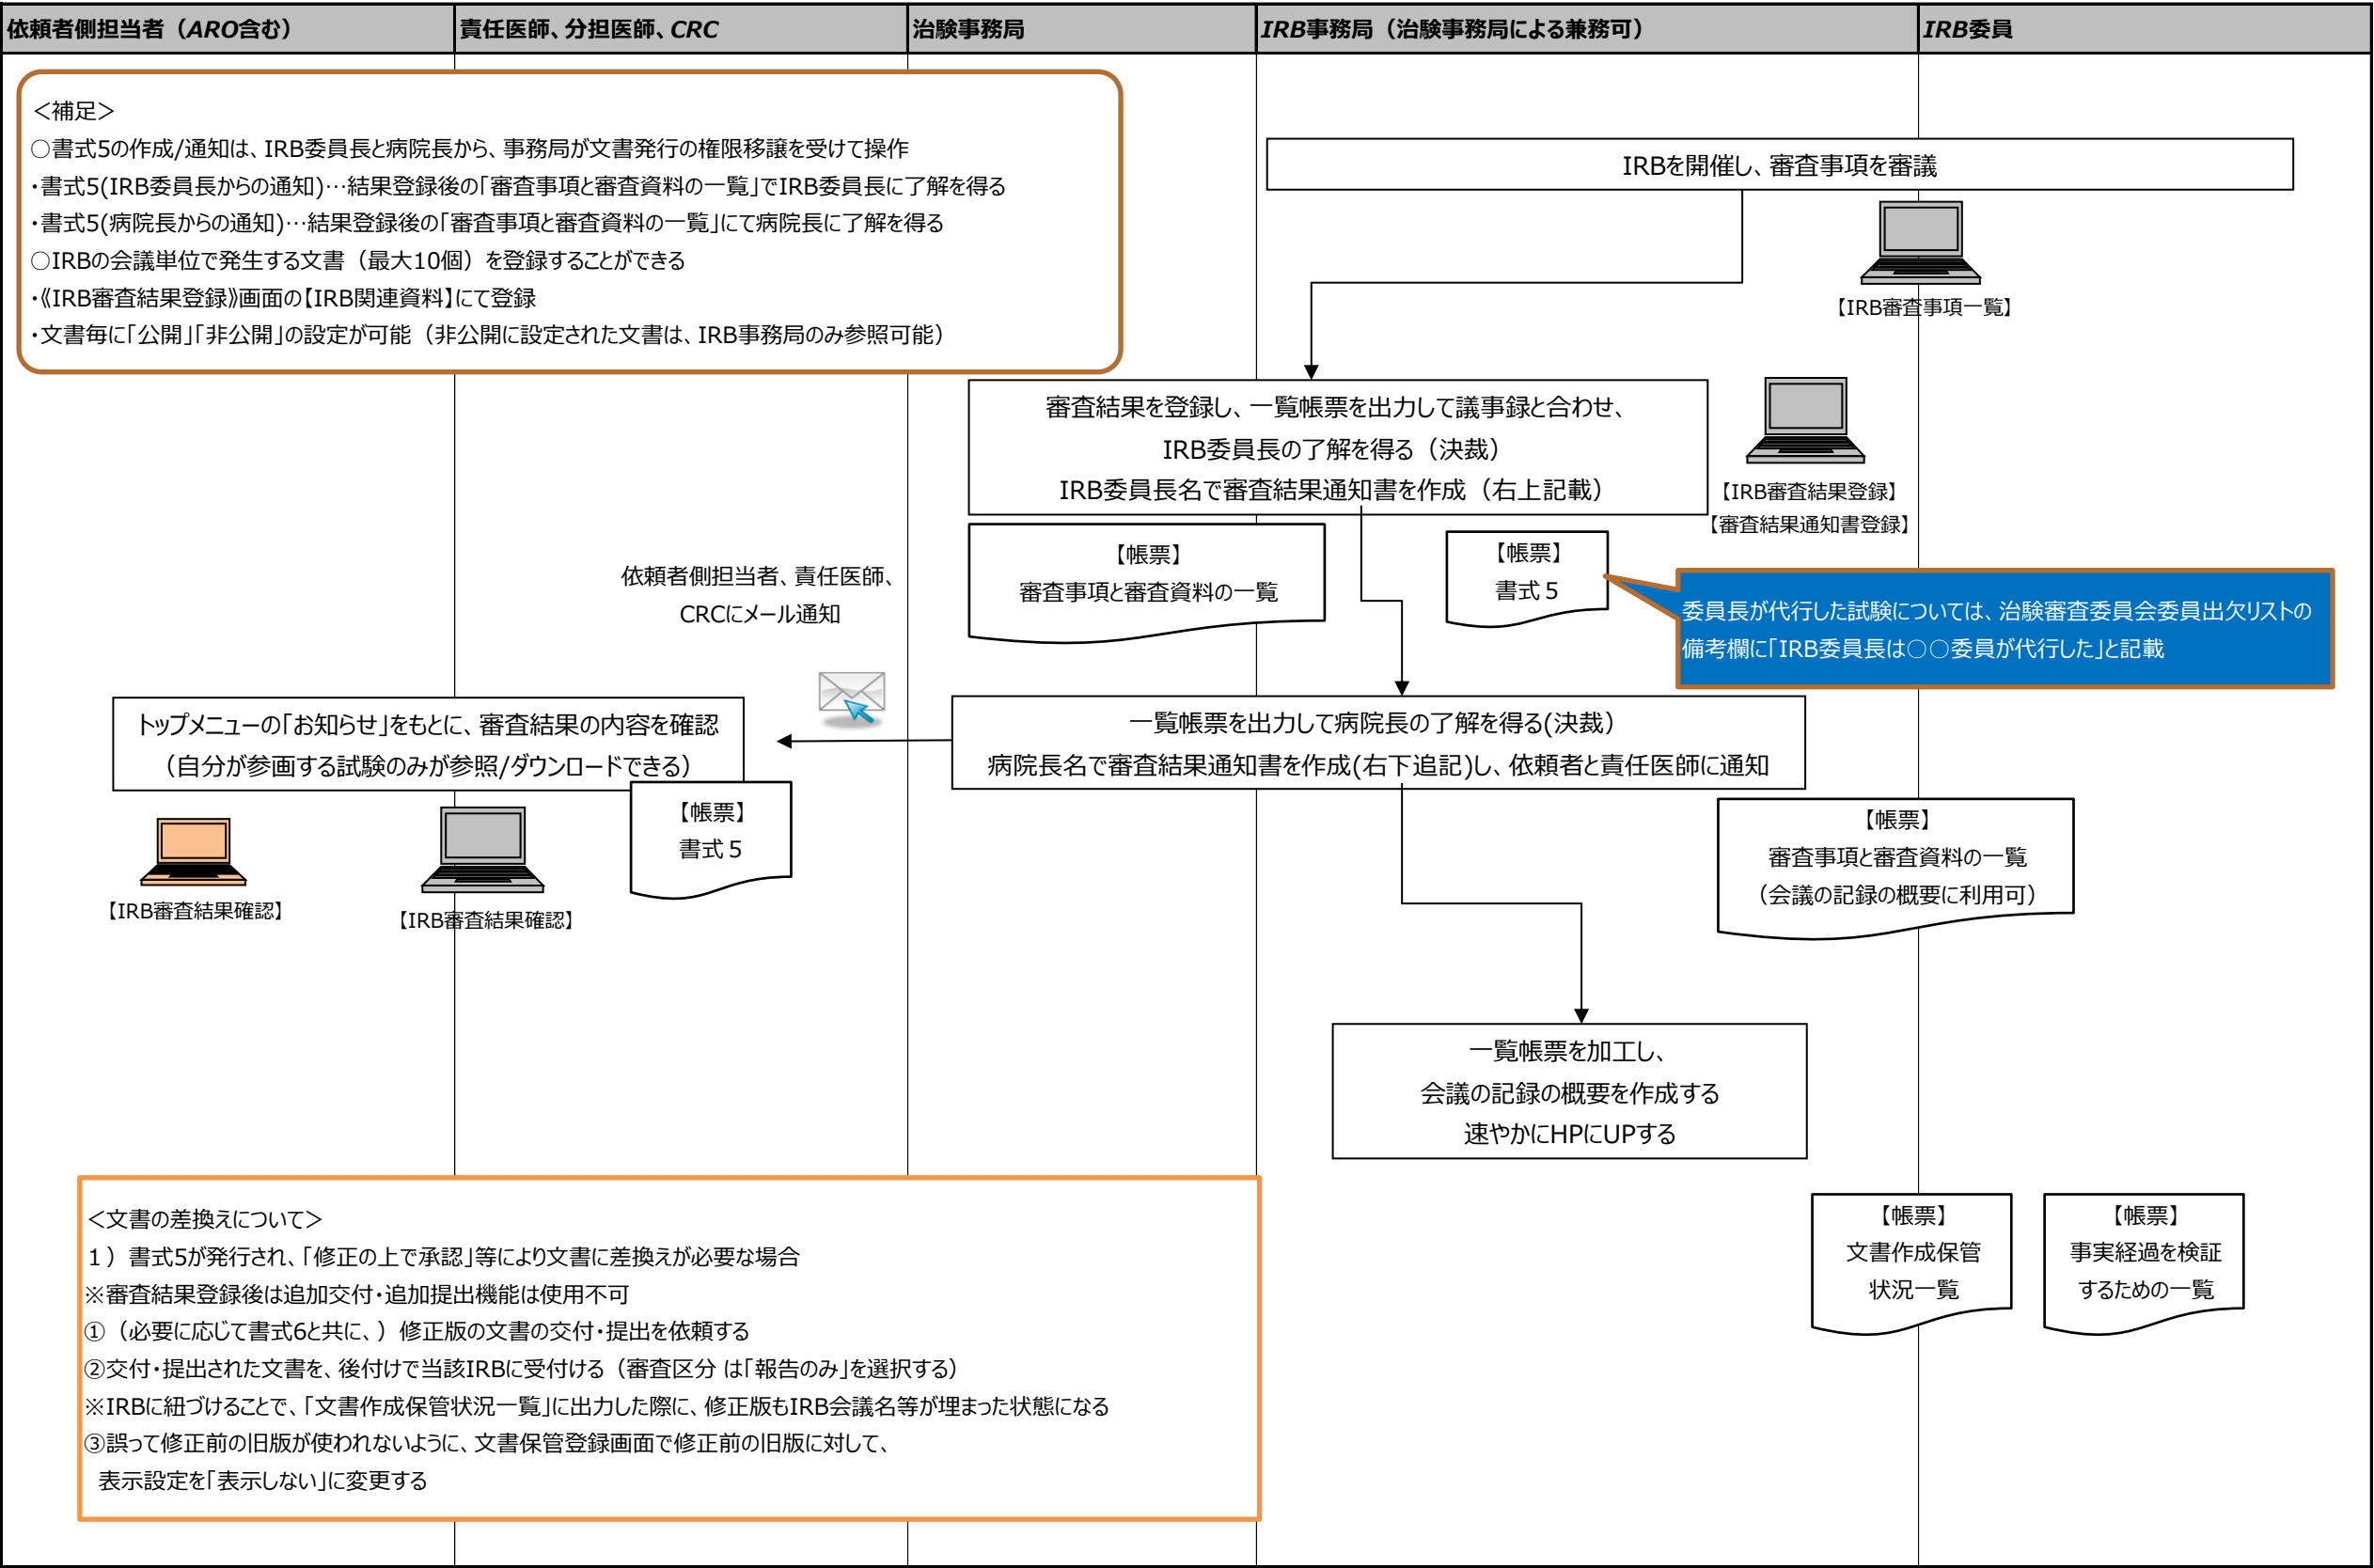 依頼者側担当者（ARO含む）
責任医師、分担医師、CRC
治験事務局
IRB事務局（治験事務局による兼務可）
IRB委員
＜補足＞
○書式5の作成/通知は、IRB委員長と病院長から、事務局が文書発行の権限移譲を受けて操作
・書式5(IRB委員長からの通知)…結果登録後の「審査事項と審査資料の一覧」でIRB委員長に了解を得る
・書式5(病院長からの通知)…結果登録後の「審査事項と審査資料の一覧」にて病院長に了解を得る
○IRBの会議単位で発生する文書（最大10個）を登録することができる
・《IRB審査結果登録》画面の【IRB関連資料】にて登録
・文書毎に「公開」「非公開」の設定が可能（非公開に設定された文書は、IRB事務局のみ参照可能）
IRBを開催し、審査事項を審議
【IRB審査事項一覧】
審査結果を登録し、一覧帳票を出力して議事録と合わせ、
IRB委員長の了解を得る（決裁）
IRB委員長名で審査結果通知書を作成（右上記載）
【IRB審査結果登録】
【審査結果通知書登録】
【帳票】
審査事項と審査資料の一覧
【帳票】
書式５
委員長が代行した試験については、治験審査委員会委員出欠リストの
備考欄に「IRB委員長は○○委員が代行した」と記載
依頼者側担当者、責任医師、
CRCにメール通知
トップメニューの「お知らせ」をもとに、審査結果の内容を確認
（自分が参画する試験のみが参照/ダウンロードできる）
一覧帳票を出力して病院長の了解を得る(決裁）
病院長名で審査結果通知書を作成(右下追記)し、依頼者と責任医師に通知
【帳票】
書式５
【IRB審査結果確認】
【IRB審査結果確認】
【帳票】
審査事項と審査資料の一覧
（会議の記録の概要に利用可）
一覧帳票を加工し、
会議の記録の概要を作成する
速やかにHPにUPする
＜文書の差換えについて＞
１）書式5が発行され、「修正の上で承認」等により文書に差換えが必要な場合
※審査結果登録後は追加交付・追加提出機能は使用不可
①（必要に応じて書式6と共に、）修正版の文書の交付・提出を依頼する
②交付・提出された文書を、後付けで当該IRBに受付ける（審査区分 は「報告のみ」を選択する）
※IRBに紐づけることで、「文書作成保管状況一覧」に出力した際に、修正版もIRB会議名等が埋まった状態になる
③誤って修正前の旧版が使われないように、文書保管登録画面で修正前の旧版に対して、
表示設定を「表示しない」に変更する
【帳票】
文書作成保管
状況一覧
【帳票】
事実経過を検証
するための一覧